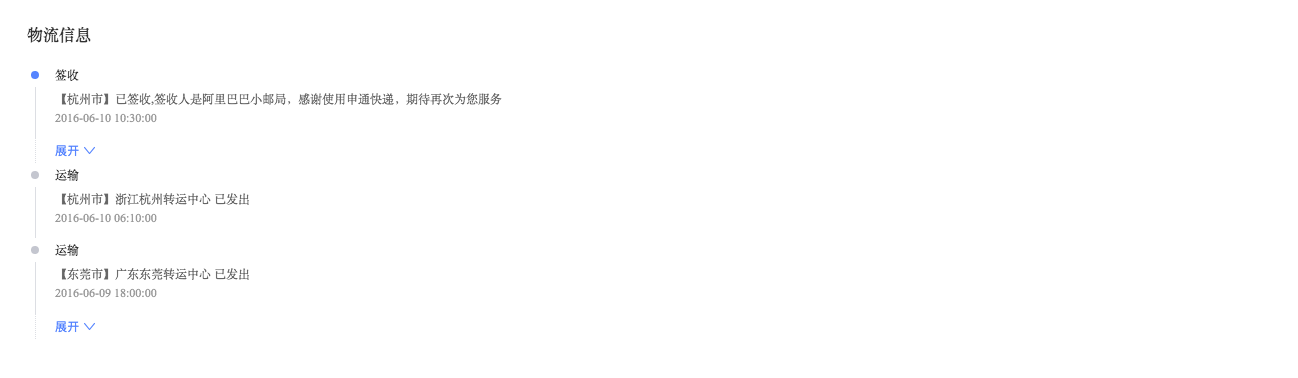 物流信息
签收
【杭州市】已签收,签收人是阿里巴巴小邮局，感谢使用申通快递，期待再次为您服务
2016-06-10 10:30:00
展开
运输
【杭州市】浙江杭州转运中心 已发出
2016-06-10 06:10:00
运输
【东莞市】广东东莞转运中心 已发出
2016-06-09 18:00:00
展开